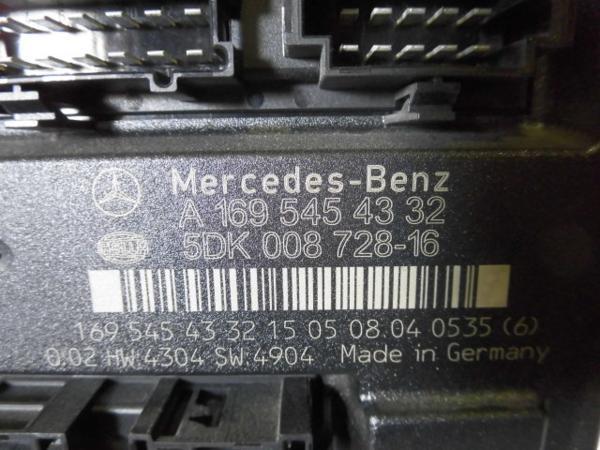 Mercedes-Benz
A 169 545 43 32
HELLA
5DK 008 728-16
169 545 43 32 15 05 08.04 0535 (6)
0.02 HW:4304 SW:4904 Made in Germany